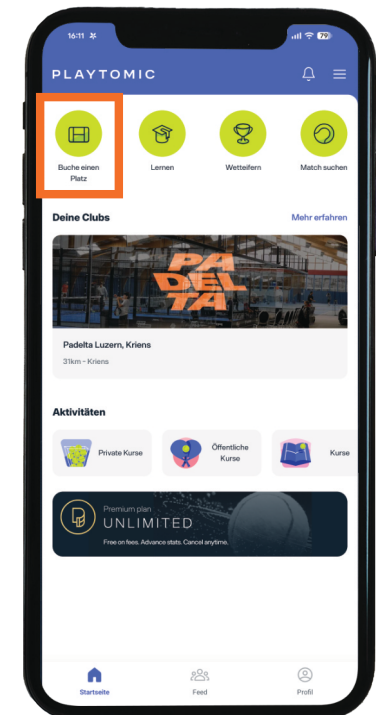 16:11
79
PLAYTOMIC
Buche einen
Platz
Lernen
Wetteifern
Match suchen
Deine Clubs
Mehr erfahren
PA
DEL
TA
Padelta Luzern, Kriens
31km - Kriens
Aktivitäten
Private Kurse
Öffentliche
Kurse
Kurse
Premium plan
UNLIMITED
Free on fees. Advance stats. Cancel anytime.
Startseite
Feed
Profil